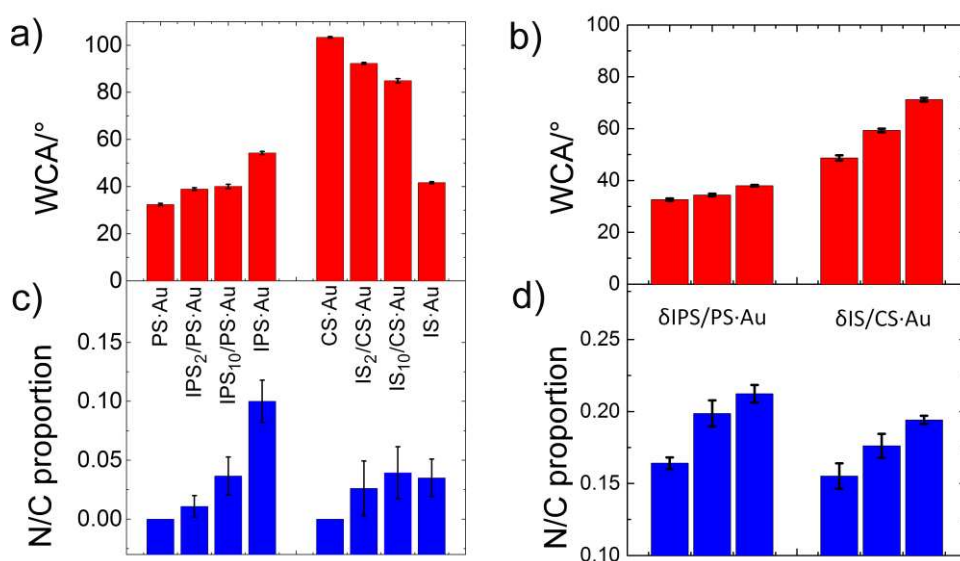 a)
WCA/°
100
80
60
40
20
0
b)
WCA/°
100
80
60
40
20
0
c)
N/C proportion
0.15
0.10
0.05
0.00
PS·Au
IPS2/PS·Au
IPS10/PS·Au
IPS·Au
CS·Au
IS2/CS·Au
IS10/CS·Au
IS·Au
d)
N/C proportion
0.25
0.20
0.15
0.10
δIPS/PS·Au
δIS/CS·Au